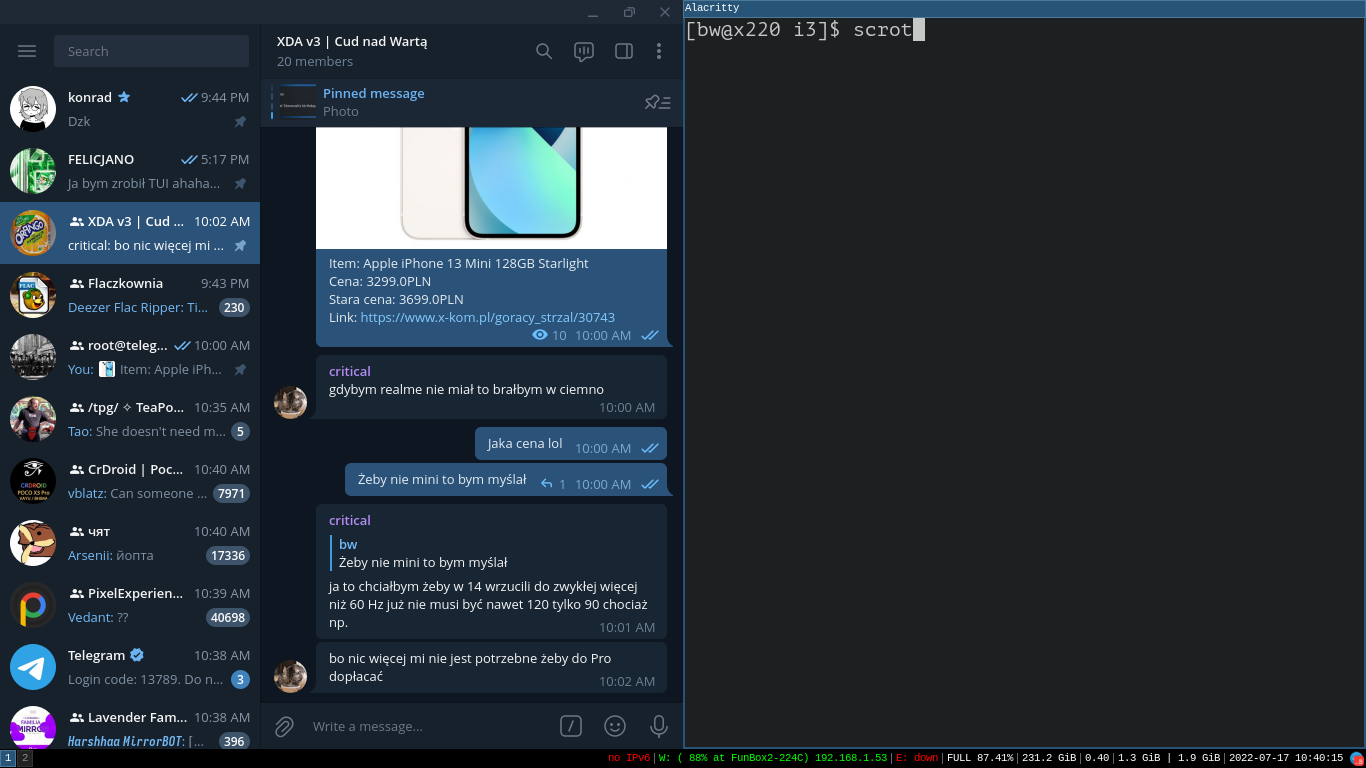 Alacritty
[bw@x220 i3]$ scrot
Search
konrad 9:44 PM
Dzk
FELICJANO 5:17 PM
Ja bym zrobił TUI ahaha...
XDA v3 | Cud ... 10:02 AM
critical: bo nic więcej mi ...
Flaczkownia 9:43 PM
Deezer Flac Ripper: Ti... 230
root@teleg... 10:00 AM
You: Item: Apple iPh...
/tpg/ ✧ TeaPo... 10:35 AM
Tao: She doesn't need m... 5
CrDroid | Poc... 10:40 AM
vblatz: Can someone ... 7971
чят 10:40 AM
Arsenii: йопта 17336
PixelExperien... 10:39 AM
Vedant: ?? 40698
Telegram 10:38 AM
Login code: 13789. Do n... 3
Lavender Fam... 10:38 AM
Harshhaa MirrorBOT: [... 396
XDA v3 | Cud nad Wartą
20 members
Pinned message
Photo
Item: Apple iPhone 13 Mini 128GB Starlight
Cena: 3299.0PLN
Stara cena: 3699.0PLN
Link: https://www.x-kom.pl/goracy_strzal/30743
10 10:00 AM
critical
gdybym realme nie miał to brałbym w ciemno
10:00 AM
Jaka cena lol 10:00 AM
Żeby nie mini to bym myślał 1 10:00 AM
critical
bw
Żeby nie mini to bym myślał
ja to chciałbym żeby w 14 wrzucili do zwykłej więcej
niż 60 Hz już nie musi być nawet 120 tylko 90 chociaż
np. 10:01 AM
bo nic więcej mi nie jest potrzebne żeby do Pro
dopłacać 10:02 AM
Write a message...
1 2
no IPv6|W: ( 88% at FunBox2-224C) 192.168.1.53|E: down|FULL 87.41%|231.2 GiB|0.40|1.3 GiB | 1.9 GiB|2022-07-17 10:40:15